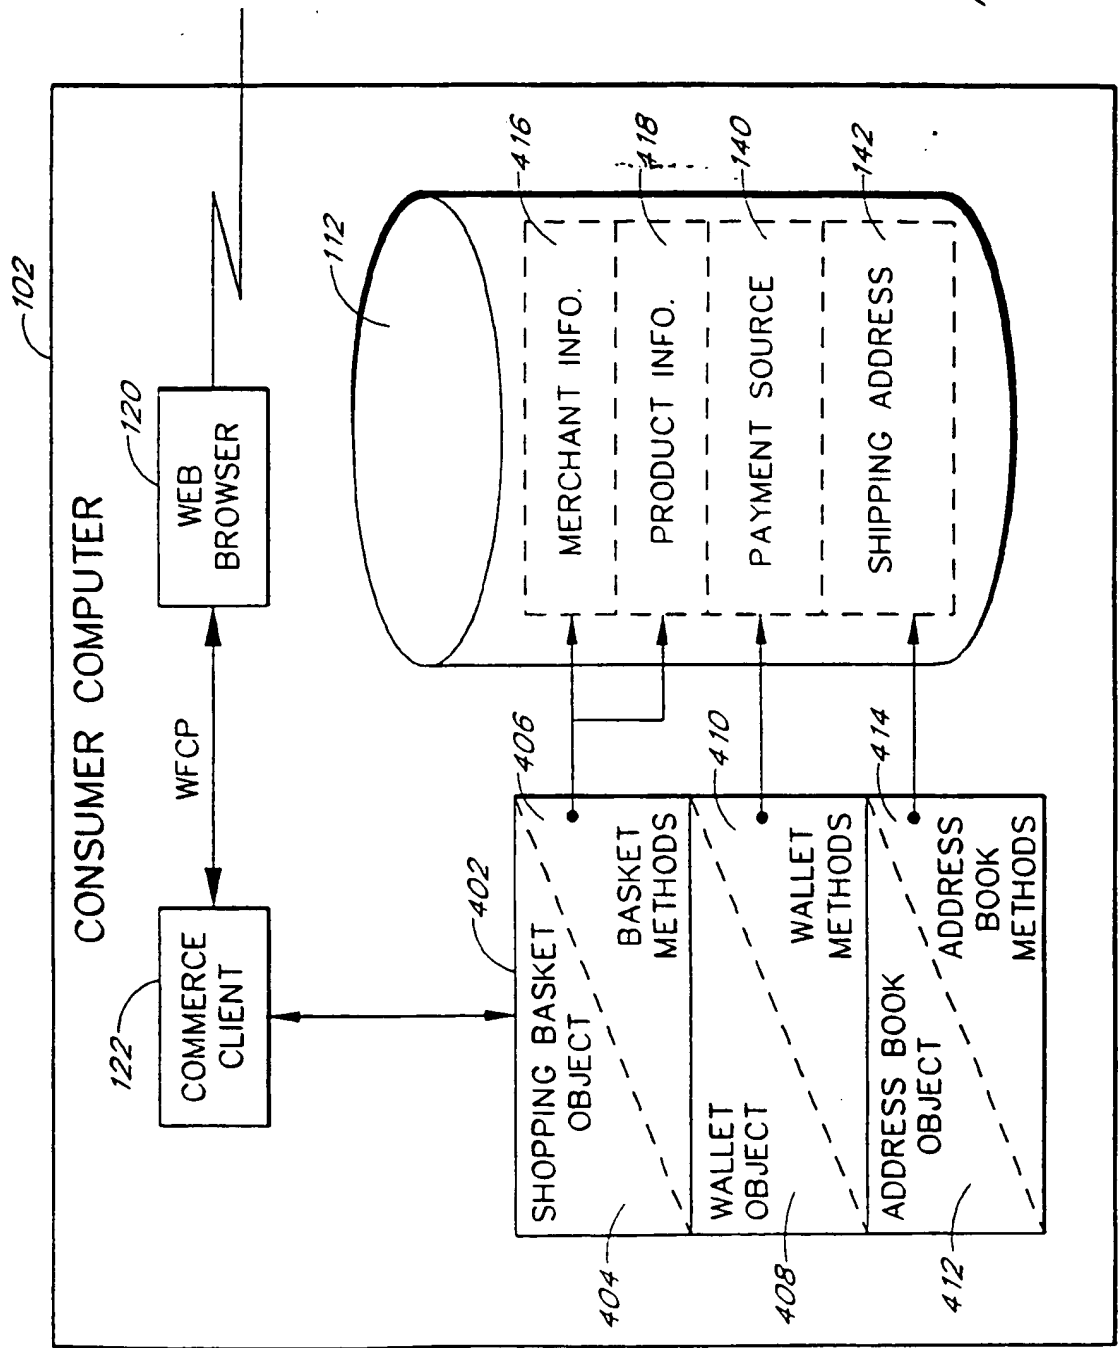 102
CONSUMER COMPUTER
122
COMMERCE
CLIENT
WFCP
120
WEB
BROWSER
402
SHOPPING BASKET
OBJECT
404
406
BASKET
METHODS
WALLET
OBJECT
408
410
WALLET
METHODS
ADDRESS BOOK
OBJECT
412
414
ADDRESS
BOOK
METHODS
112
MERCHANT INFO.
416
PRODUCT INFO.
418
PAYMENT SOURCE
140
SHIPPING ADDRESS
142